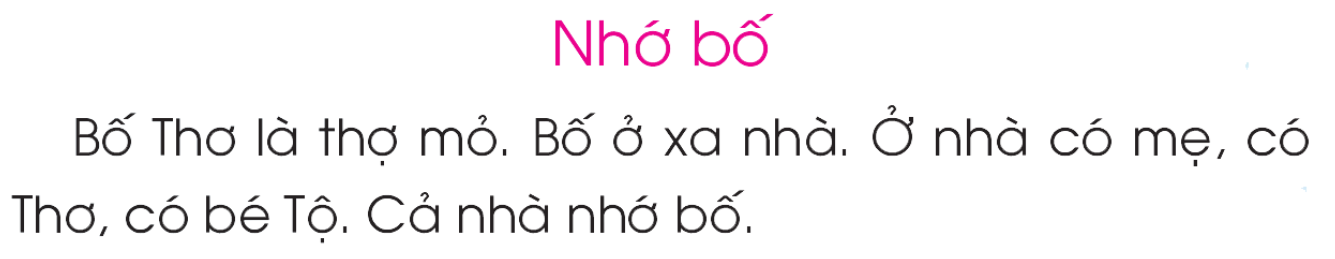 Nhớ bố
Bố Thơ là thợ mỏ. Bố ở xa nhà. Ở nhà có mẹ, có
Thơ, có bé Tộ. Cả nhà nhớ bố.